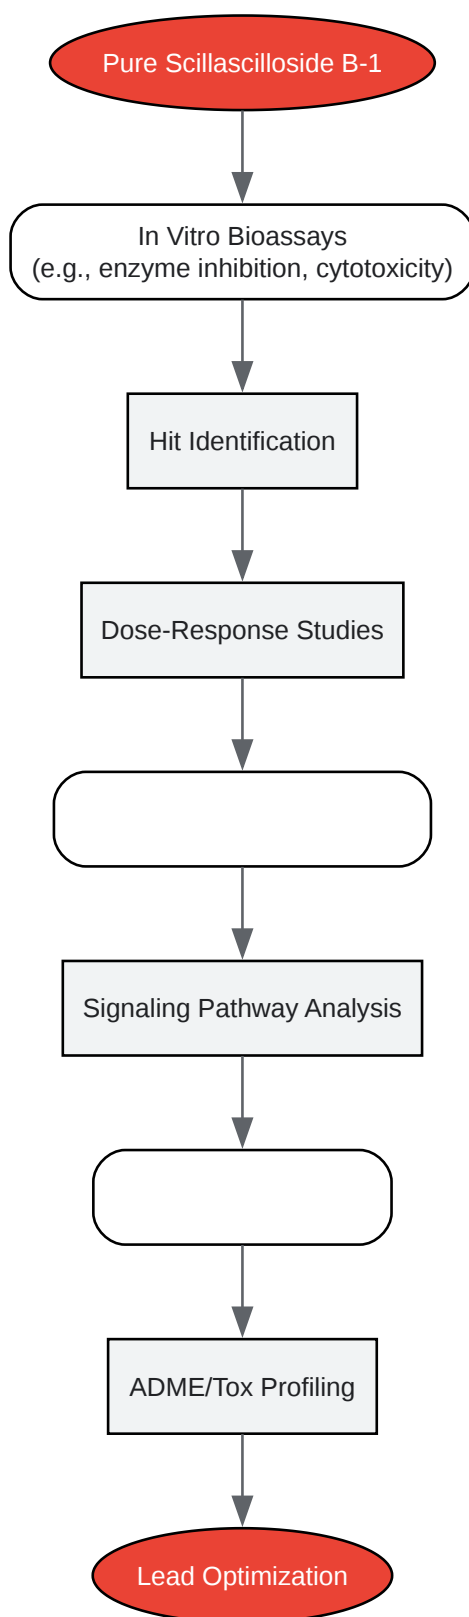 Pure Scillascilloside B-1
In Vitro Bioassays
(e.g., enzyme inhibition, cytotoxicity)
Hit Identification
Dose-Response Studies
Signaling Pathway Analysis
ADME/Tox Profiling
Lead Optimization